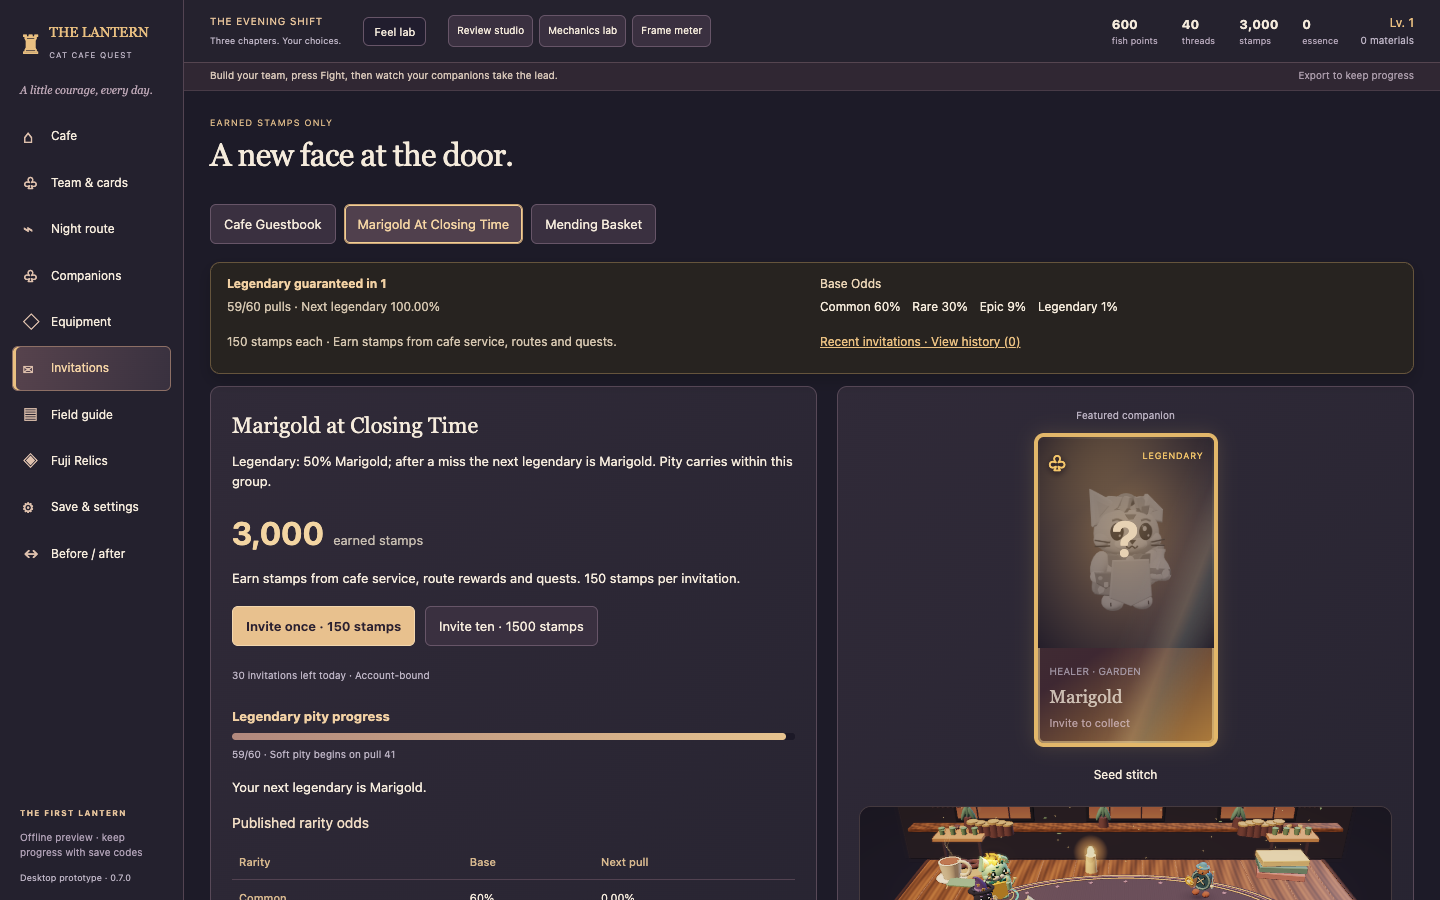 THE LANTERN
CAT CAFE QUEST
A little courage, every day.
Cafe
Team & cards
Night route
Companions
Equipment
Invitations
Field guide
Fuji Relics
Save & settings
Before / after
THE FIRST LANTERN
Offline preview · keep
progress with save codes
Desktop prototype · 0.7.0
THE EVENING SHIFT
Three chapters. Your choices.
Feel lab
Review studio
Mechanics lab
Frame meter
600
fish points
40
threads
3,000
stamps
0
essence
Lv. 1
0 materials
Build your team, press Fight, then watch your companions take the lead.
Export to keep progress
EARNED STAMPS ONLY
A new face at the door.
Cafe Guestbook
Marigold At Closing Time
Mending Basket
Legendary guaranteed in 1
59/60 pulls · Next legendary 100.00%
150 stamps each · Earn stamps from cafe service, routes and quests.
Base Odds
Common 60% Rare 30% Epic 9% Legendary 1%
Recent invitations · View history (0)
Marigold at Closing Time
Legendary: 50% Marigold; after a miss the next legendary is Marigold. Pity carries within this
group.
3,000 earned stamps
Earn stamps from cafe service, route rewards and quests. 150 stamps per invitation.
Invite once · 150 stamps
Invite ten · 1500 stamps
30 invitations left today · Account-bound
Legendary pity progress
59/60 · Soft pity begins on pull 41
Your next legendary is Marigold.
Published rarity odds
Rarity Base Next pull
Common 60% 0.00%
Featured companion
LEGENDARY
?
HEALER · GARDEN
Marigold
Invite to collect
Seed stitch